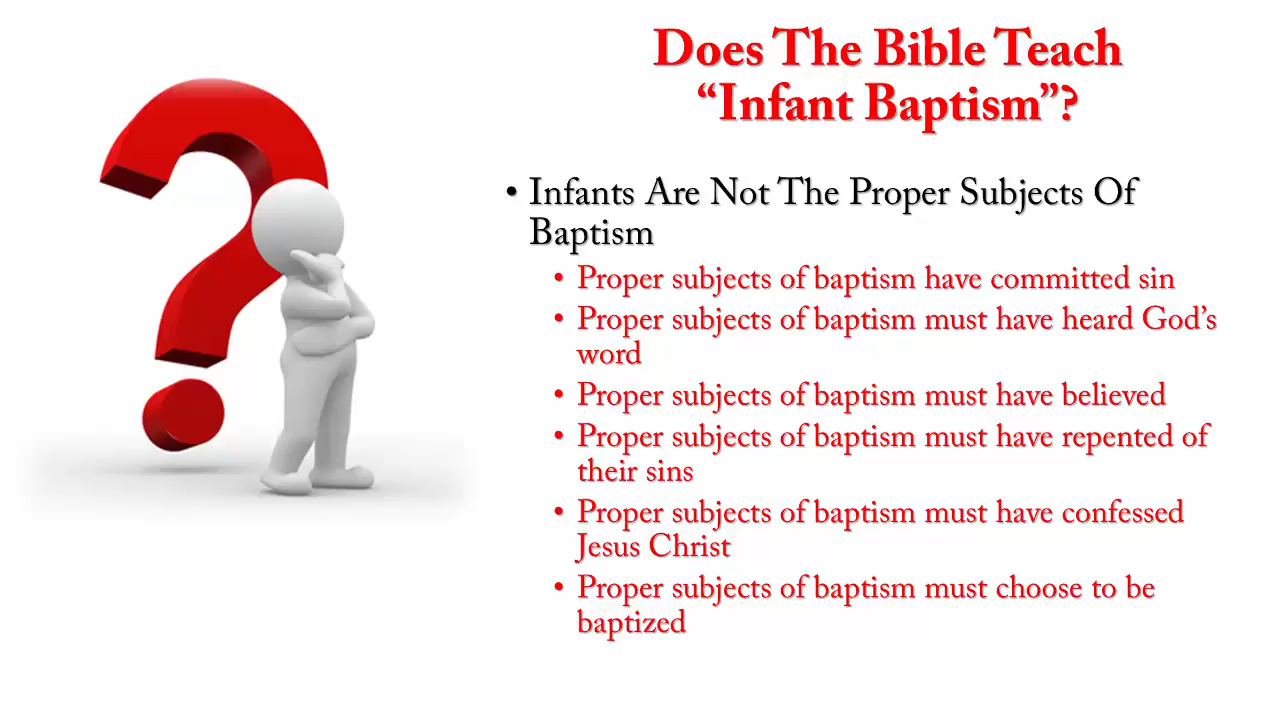 Does The Bible Teach
“Infant Baptism”?
• Infants Are Not The Proper Subjects Of
Baptism
• Proper subjects of baptism have committed sin
• Proper subjects of baptism must have heard God’s
word
• Proper subjects of baptism must have believed
• Proper subjects of baptism must have repented of
their sins
• Proper subjects of baptism must have confessed
Jesus Christ
• Proper subjects of baptism must choose to be
baptized